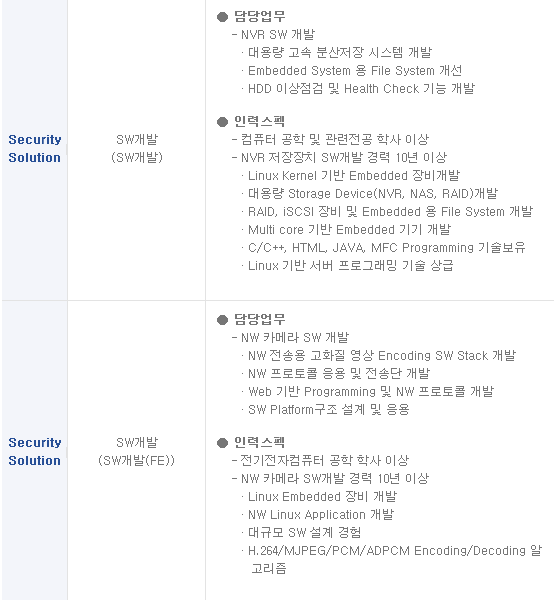 Security
Solution
SW개발
(SW개발)
● 담당업무
- NVR SW 개발
· 대용량 고속 분산저장 시스템 개발
· Embedded System 용 File System 개선
· HDD 이상점검 및 Health Check 기능 개발
● 인력스펙
- 컴퓨터 공학 및 관련전공 학사 이상
- NVR 저장장치 SW개발 경력 10년 이상
· Linux Kernel 기반 Embedded 장비개발
· 대용량 Storage Device(NVR, NAS, RAID)개발
· RAID, iSCSI 장비 및 Embedded 용 File System 개발
· Multi core 기반 Embedded 기기 개발
· C/C++, HTML, JAVA, MFC Programming 기술보유
· Linux 기반 서버 프로그래밍 기술 상급
Security
Solution
SW개발
(SW개발(FE))
● 담당업무
- NW 카메라 SW 개발
· NW 전송용 고화질 영상 Encoding SW Stack 개발
· NW 프로토콜 응용 및 전송단 개발
· Web 기반 Programming 및 NW 프로토콜 개발
· SW Platform구조 설계 및 응용
● 인력스펙
- 전기전자컴퓨터 공학 학사 이상
- NW 카메라 SW개발 경력 10년 이상
· Linux Embedded 장비 개발
· NW Linux Application 개발
· 대규모 SW 설계 경험
· H.264/MJPEG/PCM/ADPCM Encoding/Decoding 알
고리즘